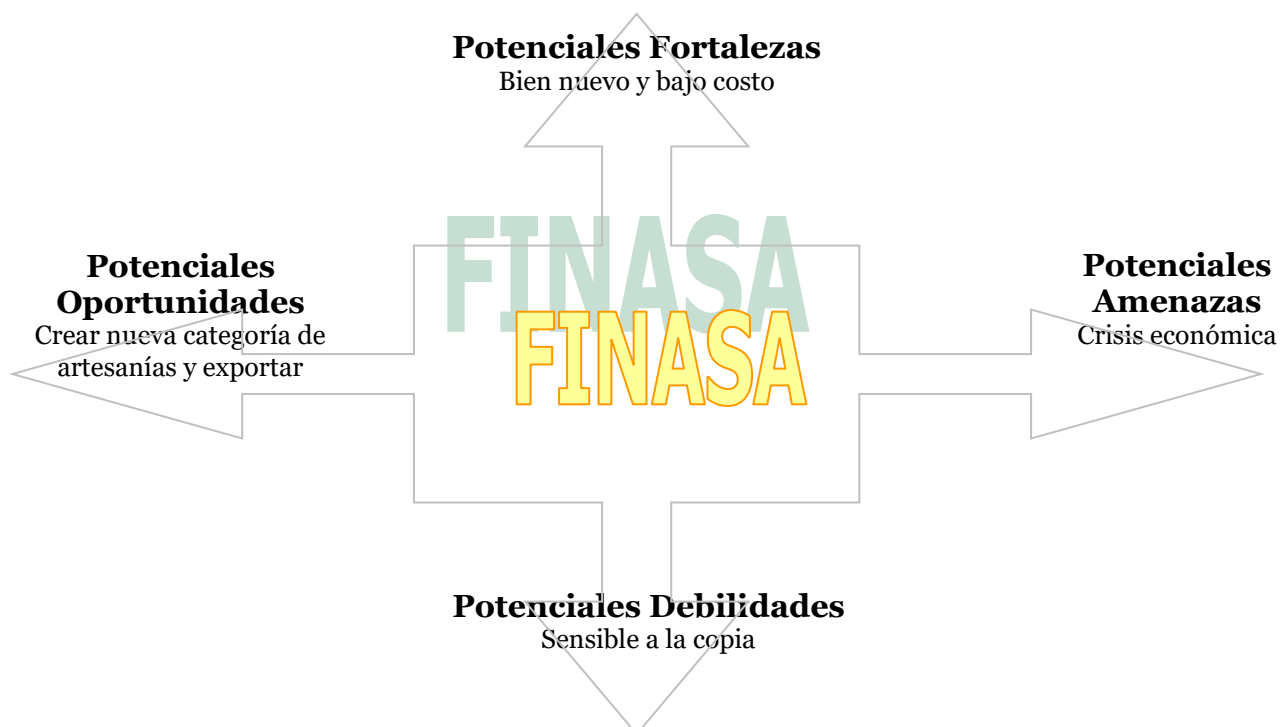 Potenciales Fortalezas
Bien nuevo y bajo costo
FINASA
FINASA
Potenciales
Oportunidades
Crear nueva categoría de
artesanías y exportar
Potenciales
Amenazas
Crisis económica
Potenciales Debilidades
Sensible a la copia